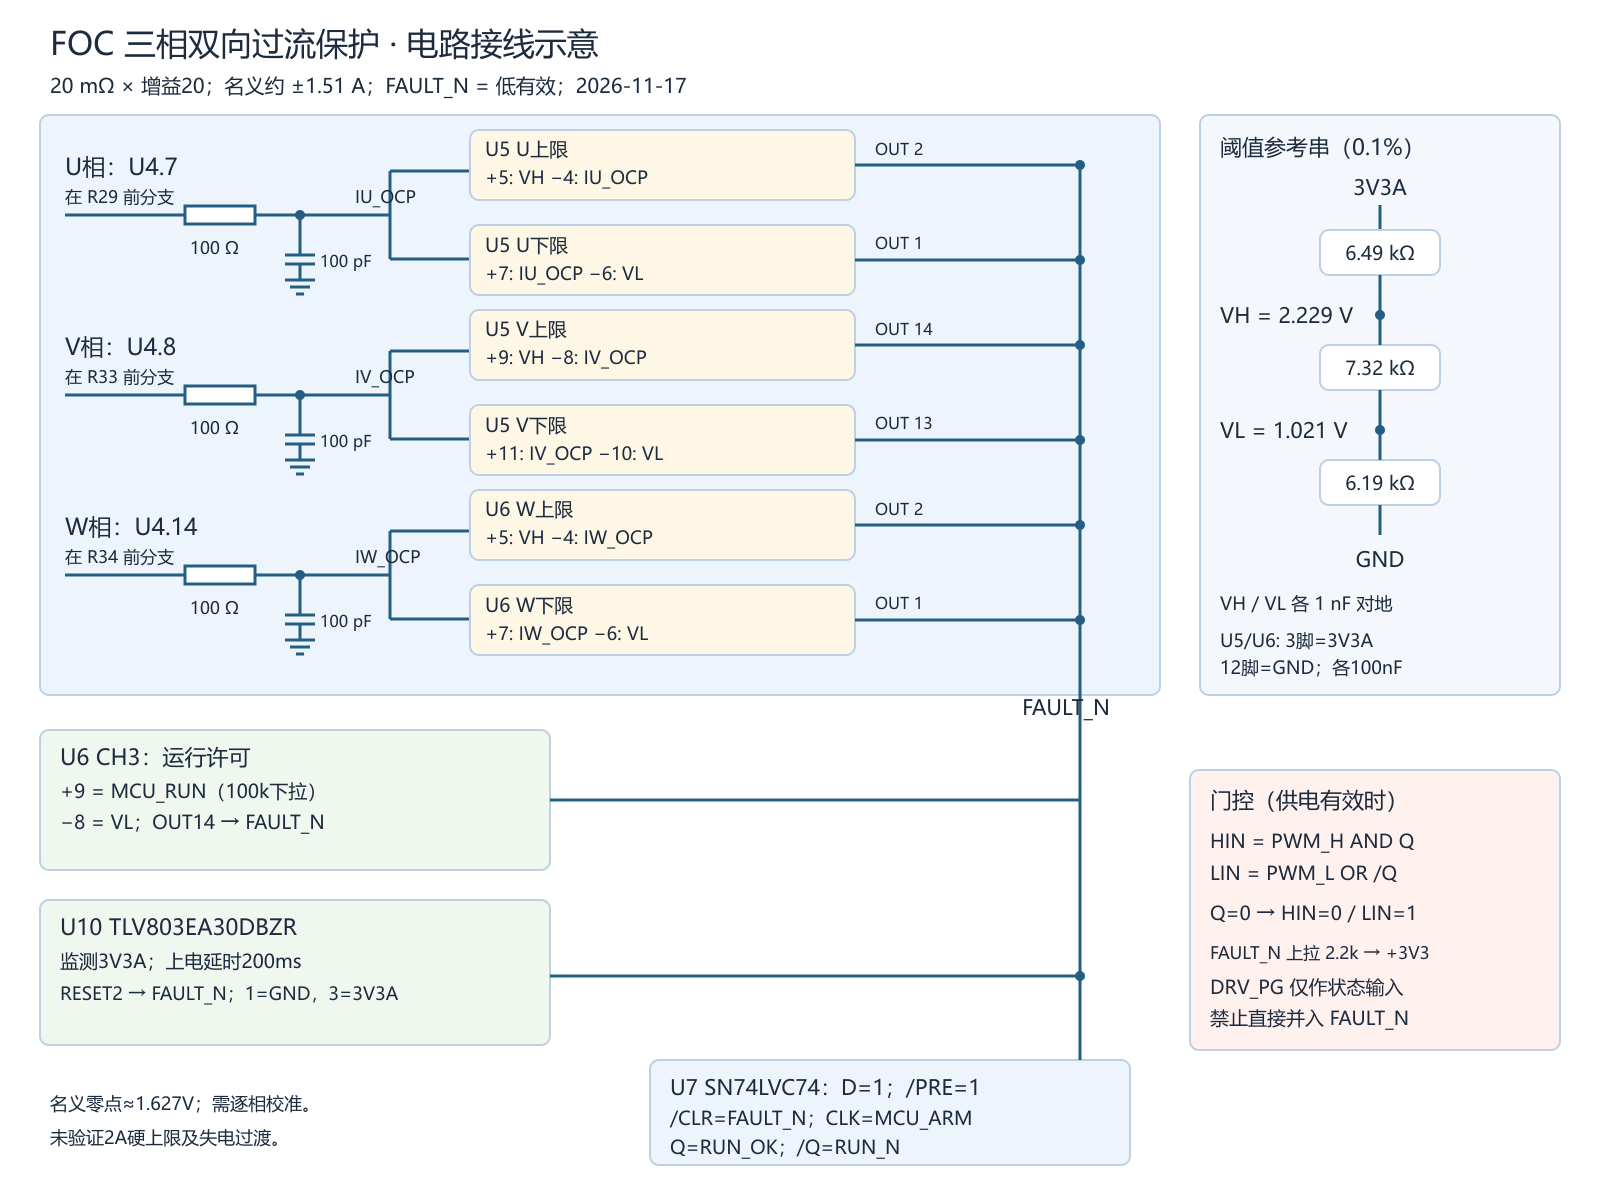 FOC 三相双向过流保护 · 电路接线示意
20 mΩ × 增益20；名义约 ±1.51 A；FAULT_N = 低有效；2026-11-17
U相：U4.7
在 R29 前分支
100 Ω
100 pF
IU_OCP
U5 U上限
+5: VH −4: IU_OCP
OUT 2
U5 U下限
+7: IU_OCP −6: VL
OUT 1
V相：U4.8
在 R33 前分支
100 Ω
100 pF
IV_OCP
U5 V上限
+9: VH −8: IV_OCP
OUT 14
U5 V下限
+11: IV_OCP −10: VL
OUT 13
W相：U4.14
在 R34 前分支
100 Ω
100 pF
IW_OCP
U6 W上限
+5: VH −4: IW_OCP
OUT 2
U6 W下限
+7: IW_OCP −6: VL
OUT 1
FAULT_N
阈值参考串（0.1%）
3V3A
6.49 kΩ
VH = 2.229 V
7.32 kΩ
VL = 1.021 V
6.19 kΩ
GND
VH / VL 各 1 nF 对地
U5/U6: 3脚=3V3A
12脚=GND；各100nF
U6 CH3：运行许可
+9 = MCU_RUN（100k下拉）
−8 = VL；OUT14 → FAULT_N
U10 TLV803EA30DBZR
监测3V3A；上电延时200ms
RESET2 → FAULT_N；1=GND，3=3V3A
门控（供电有效时）
HIN = PWM_H AND Q
LIN = PWM_L OR /Q
Q=0 → HIN=0 / LIN=1
FAULT_N 上拉 2.2k → +3V3
DRV_PG 仅作状态输入
禁止直接并入 FAULT_N
U7 SN74LVC74：D=1；/PRE=1
/CLR=FAULT_N；CLK=MCU_ARM
Q=RUN_OK；/Q=RUN_N
名义零点≈1.627V；需逐相校准。
未验证2A硬上限及失电过渡。